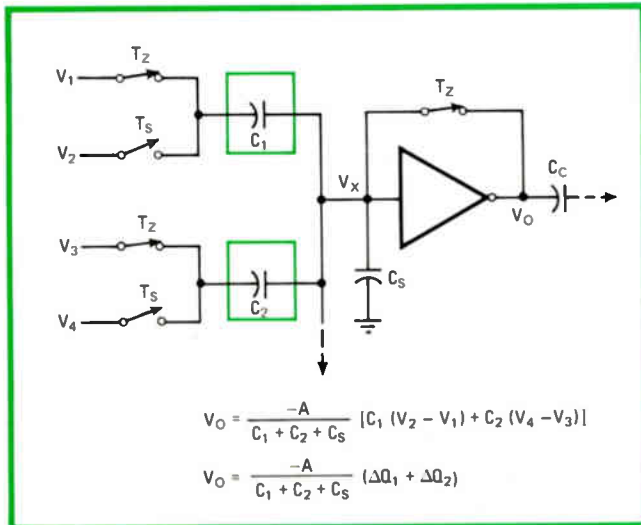 V1 TZ
V2 TS
C1
V3 TZ
V4 TS
C2
VX
TZ
CC
VO
CS
VO = -A / (C1 + C2 + CS) [C1 (V2 − V1) + C2 (V4 −V3)]
VO = -A / (C1 + C2 + CS) (ΔQ1 + ΔQ2)